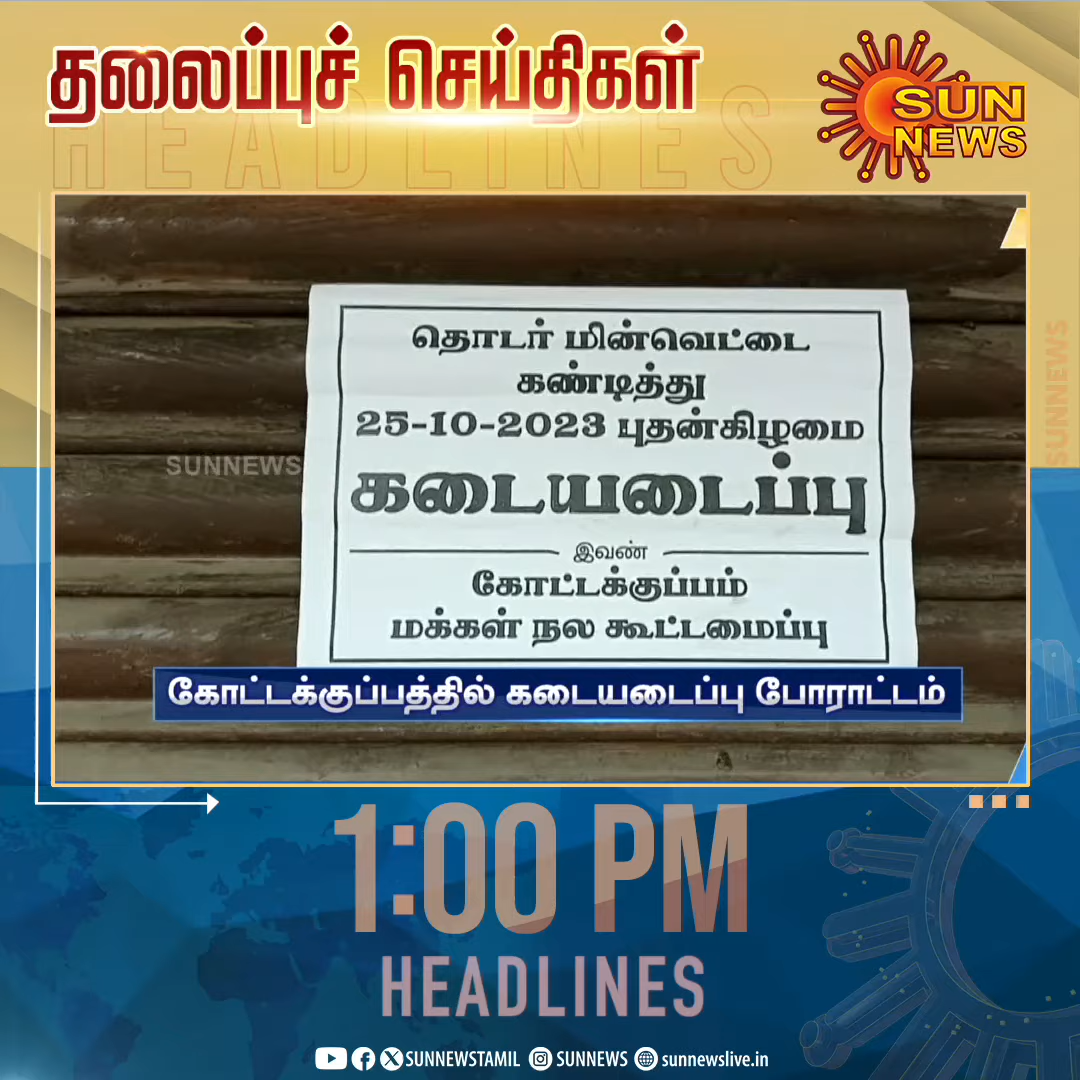 தலைப்புச் செய்திகள்
HEADLINES
SUN
NEWS
SUNNEWS
தொடர் மின்வெட்டை
கண்டித்து
25-10-2023 புதன்கிழமை
கடையடைப்பு
SUNNEWS
இவண்
கோட்டக்குப்பம்
மக்கள் நல கூட்டமைப்பு
கோட்டக்குப்பத்தில் கடையடைப்பு போராட்டம்
1:00 PM
HEADLINES
SUNNEWSTAMIL SUNNEWS sunnewslive.in